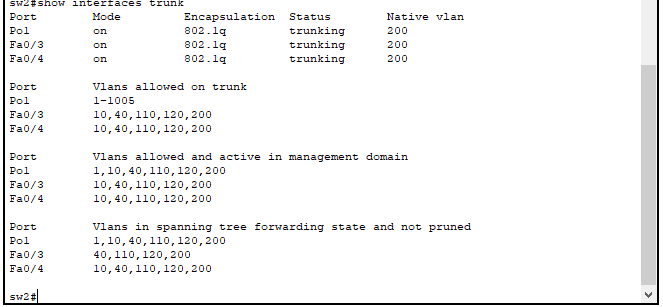 sw2#show interfaces trunk
Port        Mode         Encapsulation  Status        Native vlan
Po1         on           802.1q         trunking      200
Fa0/3       on           802.1q         trunking      200
Fa0/4       on           802.1q         trunking      200
Port        Vlans allowed on trunk
Po1         1-1005
Fa0/3       10,40,110,120,200
Fa0/4       10,40,110,120,200
Port        Vlans allowed and active in management domain
Po1         1,10,40,110,120,200
Fa0/3       10,40,110,120,200
Fa0/4       10,40,110,120,200
Port        Vlans in spanning tree forwarding state and not pruned
Po1         1,10,40,110,120,200
Fa0/3       40,110,120,200
Fa0/4       10,40,110,120,200
sw2#